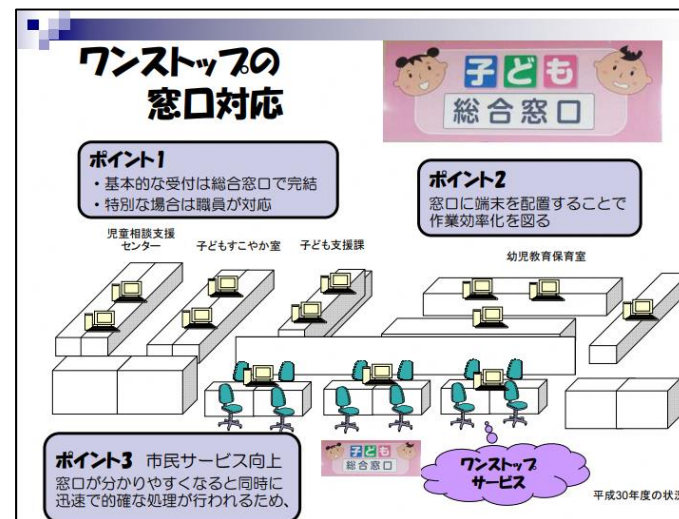 ワンストップの
窓口対応
子ども
総合窓口
ポイント1
・基本的な受付は総合窓口で完結
・特別な場合は職員が対応
ポイント2
窓口に端末を配置することで
作業効率化を図る
児童相談支援
センター
子どもすこやか室
子ども支援課
幼児教育保育室
ポイント3 市民サービス向上
窓口が分かりやすくなると同時に
迅速で的確な処理が行われるため、
子ども
総合窓口
ワンストップ
サービス
平成30年度の状況